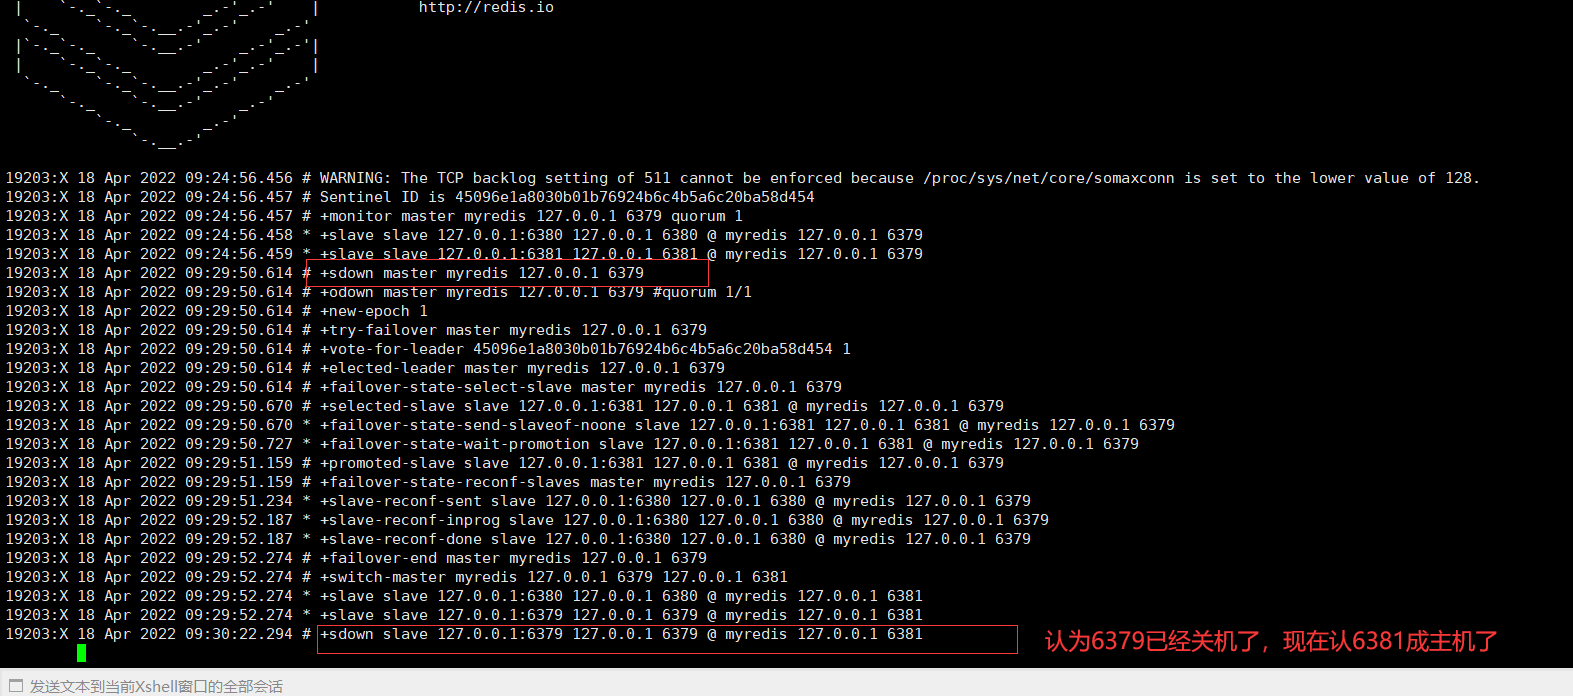 http://redis.io
19203:X 18 Apr 2022 09:24:56.456 # WARNING: The TCP backlog setting of 511 cannot be enforced because /proc/sys/net/core/somaxconn is set to the lower value of 128.
19203:X 18 Apr 2022 09:24:56.457 # Sentinel ID is 45096e1a8030b01b76924b6c4b5a6c20ba58d454
19203:X 18 Apr 2022 09:24:56.457 # +monitor master myredis 127.0.0.1 6379 quorum 1
19203:X 18 Apr 2022 09:24:56.458 * +slave slave 127.0.0.1:6380 127.0.0.1 6380 @ myredis 127.0.0.1 6379
19203:X 18 Apr 2022 09:24:56.459 * +slave slave 127.0.0.1:6381 127.0.0.1 6381 @ myredis 127.0.0.1 6379
19203:X 18 Apr 2022 09:29:50.614 # +sdown master myredis 127.0.0.1 6379
19203:X 18 Apr 2022 09:29:50.614 # +odown master myredis 127.0.0.1 6379 #quorum 1/1
19203:X 18 Apr 2022 09:29:50.614 # +new-epoch 1
19203:X 18 Apr 2022 09:29:50.614 # +try-failover master myredis 127.0.0.1 6379
19203:X 18 Apr 2022 09:29:50.614 # +vote-for-leader 45096e1a8030b01b76924b6c4b5a6c20ba58d454 1
19203:X 18 Apr 2022 09:29:50.614 # +elected-leader master myredis 127.0.0.1 6379
19203:X 18 Apr 2022 09:29:50.614 # +failover-state-select-slave master myredis 127.0.0.1 6379
19203:X 18 Apr 2022 09:29:50.670 # +selected-slave slave 127.0.0.1:6381 127.0.0.1 6381 @ myredis 127.0.0.1 6379
19203:X 18 Apr 2022 09:29:50.670 * +failover-state-send-slaveof-noone slave 127.0.0.1:6381 127.0.0.1 6381 @ myredis 127.0.0.1 6379
19203:X 18 Apr 2022 09:29:50.727 * +failover-state-wait-promotion slave 127.0.0.1:6381 127.0.0.1 6381 @ myredis 127.0.0.1 6379
19203:X 18 Apr 2022 09:29:51.159 # +promoted-slave slave 127.0.0.1:6381 127.0.0.1 6381 @ myredis 127.0.0.1 6379
19203:X 18 Apr 2022 09:29:51.159 # +failover-state-reconf-slaves master myredis 127.0.0.1 6379
19203:X 18 Apr 2022 09:29:51.234 * +slave-reconf-sent slave 127.0.0.1:6380 127.0.0.1 6380 @ myredis 127.0.0.1 6379
19203:X 18 Apr 2022 09:29:52.187 * +slave-reconf-inprog slave 127.0.0.1:6380 127.0.0.1 6380 @ myredis 127.0.0.1 6379
19203:X 18 Apr 2022 09:29:52.187 * +slave-reconf-done slave 127.0.0.1:6380 127.0.0.1 6380 @ myredis 127.0.0.1 6379
19203:X 18 Apr 2022 09:29:52.274 # +failover-end master myredis 127.0.0.1 6379
19203:X 18 Apr 2022 09:29:52.274 # +switch-master myredis 127.0.0.1 6379 127.0.0.1 6381
19203:X 18 Apr 2022 09:29:52.274 * +slave slave 127.0.0.1:6380 127.0.0.1 6380 @ myredis 127.0.0.1 6381
19203:X 18 Apr 2022 09:29:52.274 * +slave slave 127.0.0.1:6379 127.0.0.1 6379 @ myredis 127.0.0.1 6381
19203:X 18 Apr 2022 09:30:22.294 # +sdown slave 127.0.0.1:6379 127.0.0.1 6379 @ myredis 127.0.0.1 6381
认为6379已经关机了，现在认6381成主机了
发送文本到当前Xshell窗口的全部会话